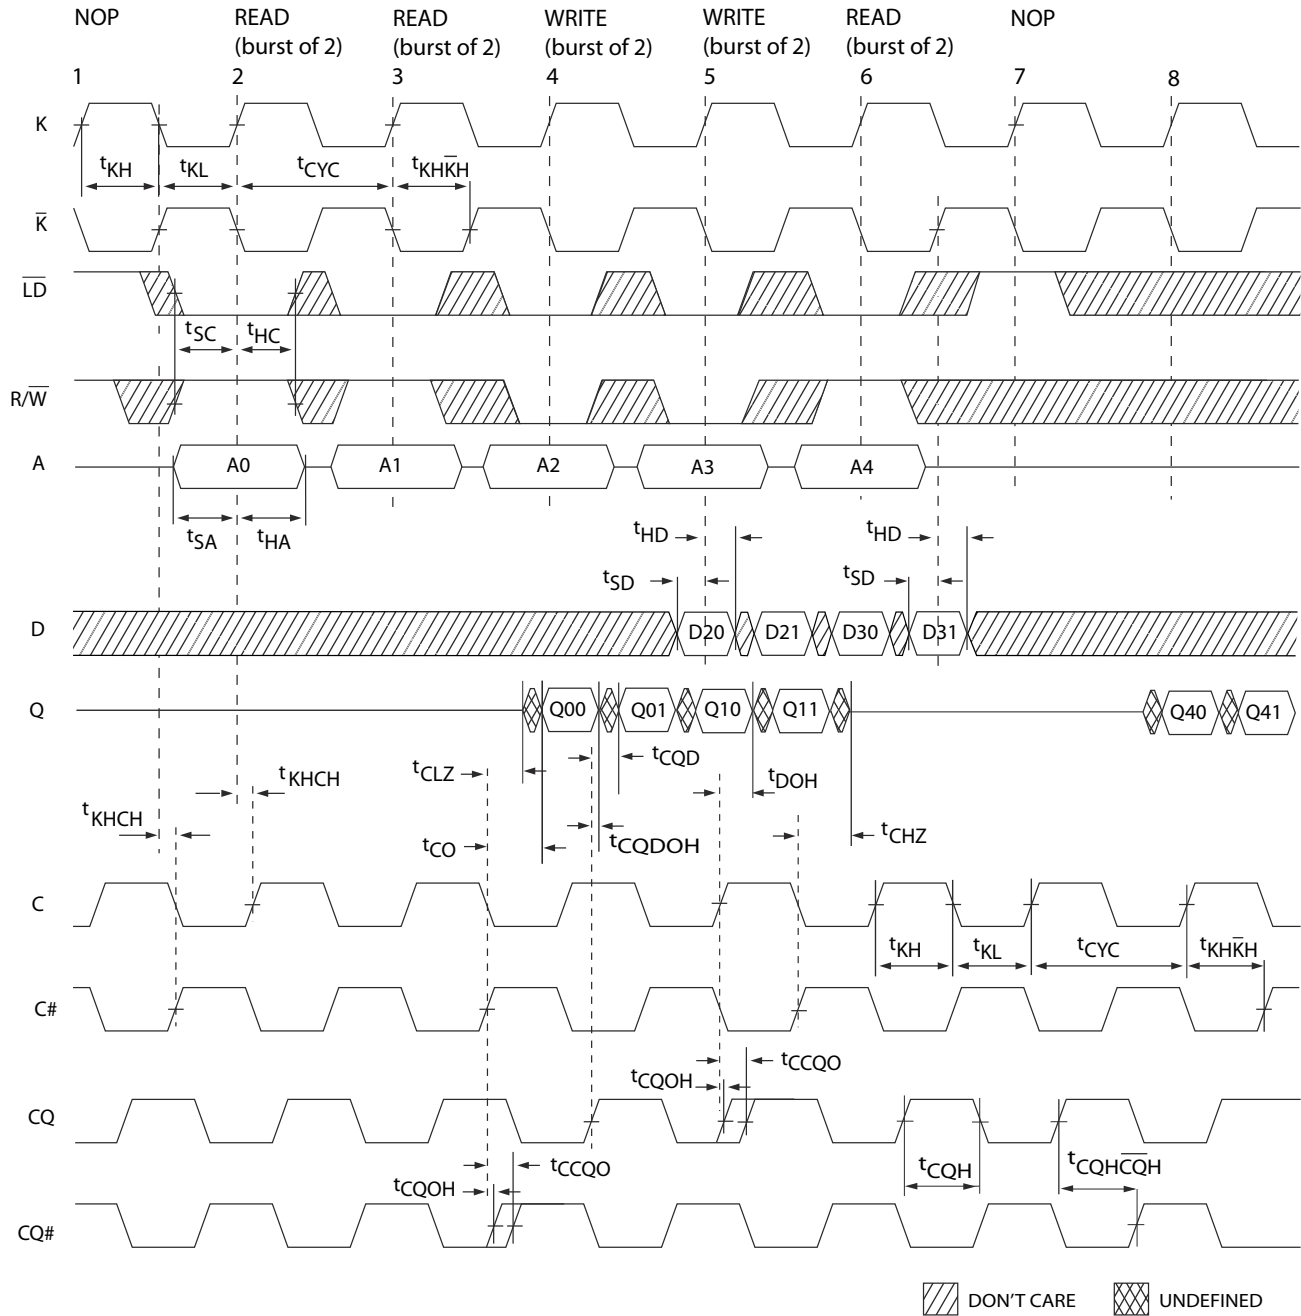 NOP READ READ WRITE WRITE READ NOP
(burst of 2) (burst of 2) (burst of 2) (burst of 2) (burst of 2)
1 2 3 4 5 6 7 8
K
tKH tKL tCYC tKHK̅H
K̅
L̅D̅
tSC tHC
R/W̅
A A0 A1 A2 A3 A4
tSA tHA tHD tHD
tSD tSD
D D20 D21 D30 D31
Q Q00 Q01 Q10 Q11 Q40 Q41
tCLZ tKHCH tCQD tDOH
tKHCH tCO tCQDOH tCHZ
C
tKH tKL tCYC tKHK̅H
C#
tCQOH tCCQO
CQ
tCCQO tCQH tCQHC̅Q̅H
tCQOH
CQ#
DON'T CARE UNDEFINED